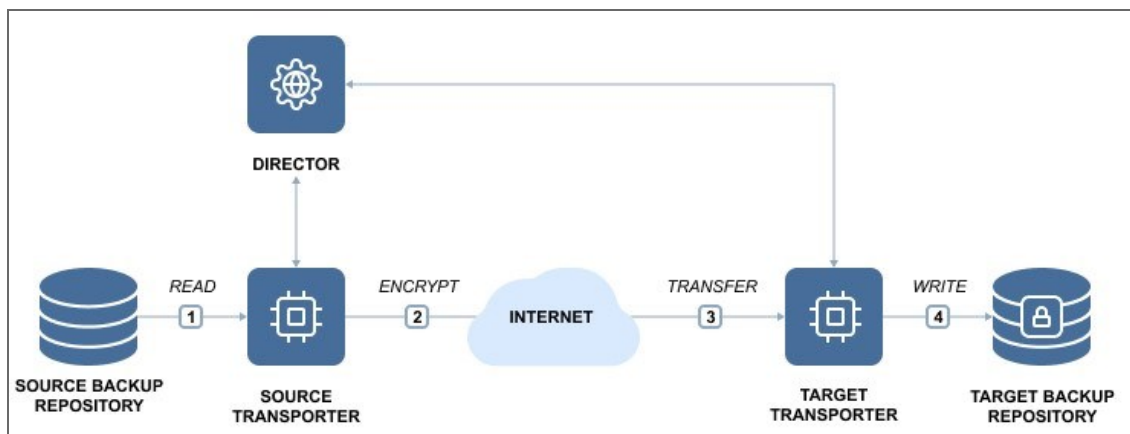 DIRECTOR
READ
ENCRYPT
TRANSFER
WRITE
1
2
INTERNET
3
4
SOURCE BACKUP
REPOSITORY
SOURCE
TRANSPORTER
TARGET
TRANSPORTER
TARGET BACKUP
REPOSITORY